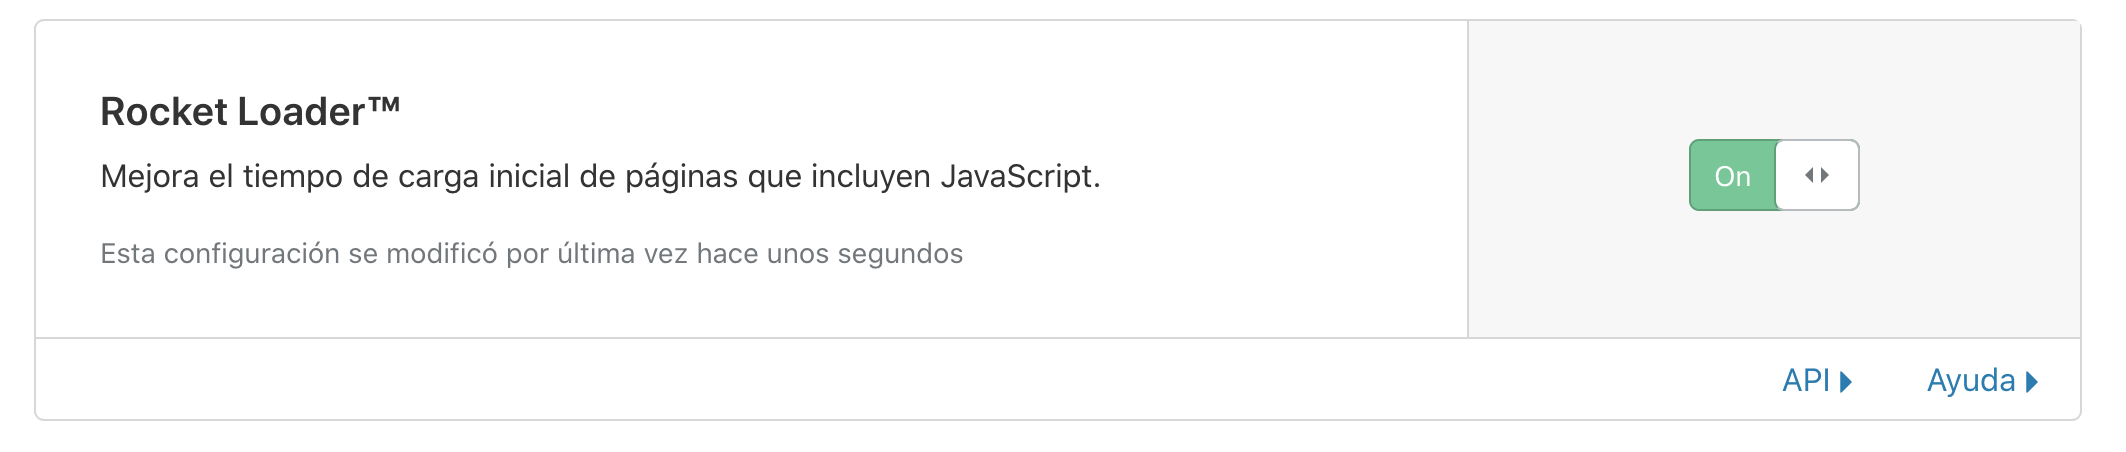 Rocket Loader™
Mejora el tiempo de carga inicial de páginas que incluyen JavaScript.
On
Esta configuración se modificó por última vez hace unos segundos
API
Ayuda